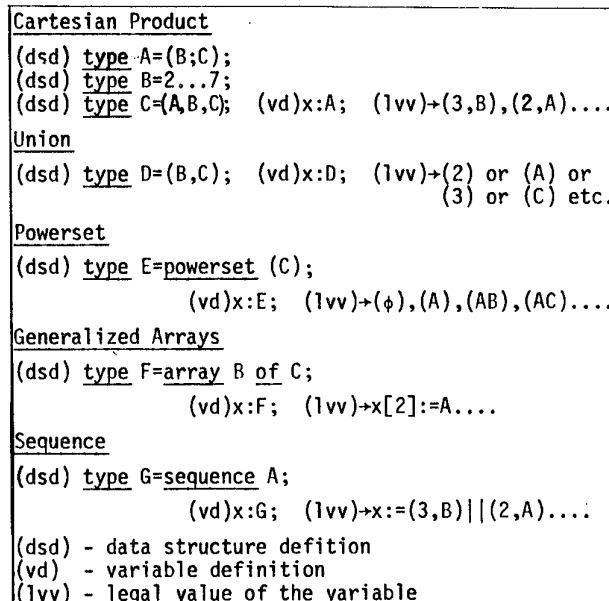 Cartesian Product
(dsd) type A=(B;C);
(dsd) type B=2...7;
(dsd) type C=(A,B,C);  (vd)x:A;  (lvv)→(3,B),(2,A)....
Union
(dsd) type D=(B,C);  (vd)x:D;  (lvv)→(2) or (A) or
(3) or (C) etc.
Powerset
(dsd) type E=powerset (C);
(vd)x:E;  (lvv)→(ϕ),(A),(AB),(AC)....
Generalized Arrays
(dsd) type F=array B of C;
(vd)x:F;  (lvv)→x[2]:=A....
Sequence
(dsd) type G=sequence A;
(vd)x:G;  (lvv)→x:=(3,B)||(2,A)....
(dsd) - data structure defition
(vd)  - variable definition
(lvv) - legal value of the variable